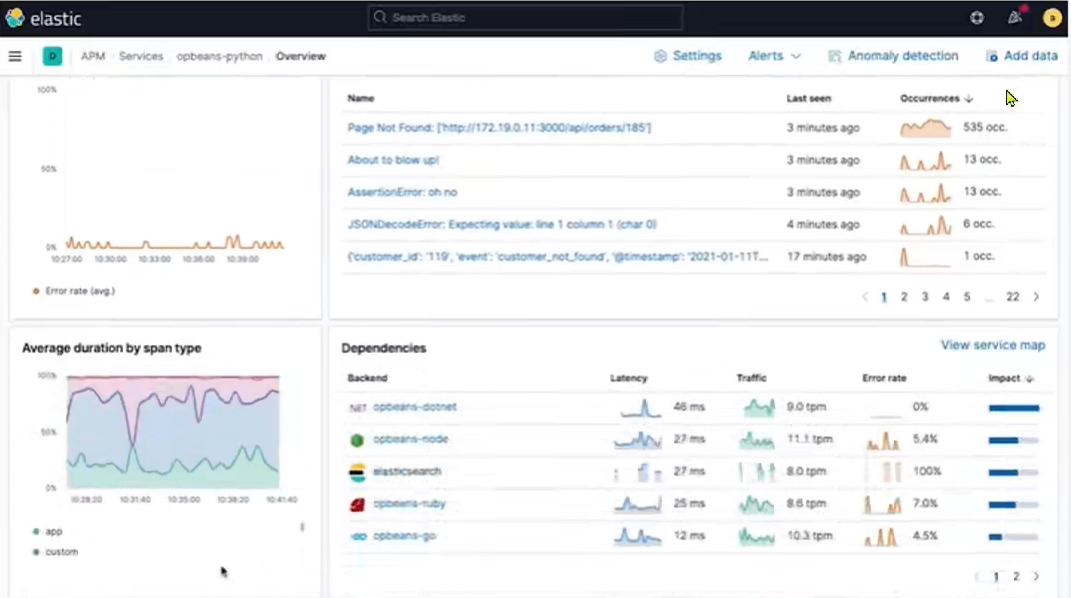 elastic
Search Elastic
D
APM Services opbeans-python Overview
Settings Alerts Anomaly detection Add data
100%
50%
0%
10:27:00 10:30:00 10:33:00 10:36:00 10:39:00
Error rate (avg.)
Name Last seen Occurrences
Page Not Found: ['http://172.19.0.11:3000/api/orders/185'] 3 minutes ago 535 occ.
About to blow up! 3 minutes ago 13 occ.
AssertionError: oh no 3 minutes ago 13 occ.
JSONDecodeError: Expecting value: line 1 column 1 (char 0) 4 minutes ago 6 occ.
{'customer_id': '119', 'event': 'customer_not_found', '@timestamp': '2021-01-11T... 17 minutes ago 1 occ.
1 2 3 4 5 ... 22
Average duration by span type
100%
50%
0%
10:28:20 10:31:40 10:35:00 10:38:20 10:41:40
app
custom
Dependencies
View service map
Backend Latency Traffic Error rate Impact
NET opbeans-dotnet 46 ms 9.0 tpm 0%
opbeans-node 27 ms 11.1 tpm 5.4%
elasticsearch 27 ms 8.0 tpm 100%
opbeans-ruby 25 ms 8.6 tpm 7.0%
GO opbeans-go 12 ms 10.3 tpm 4.5%
1 2